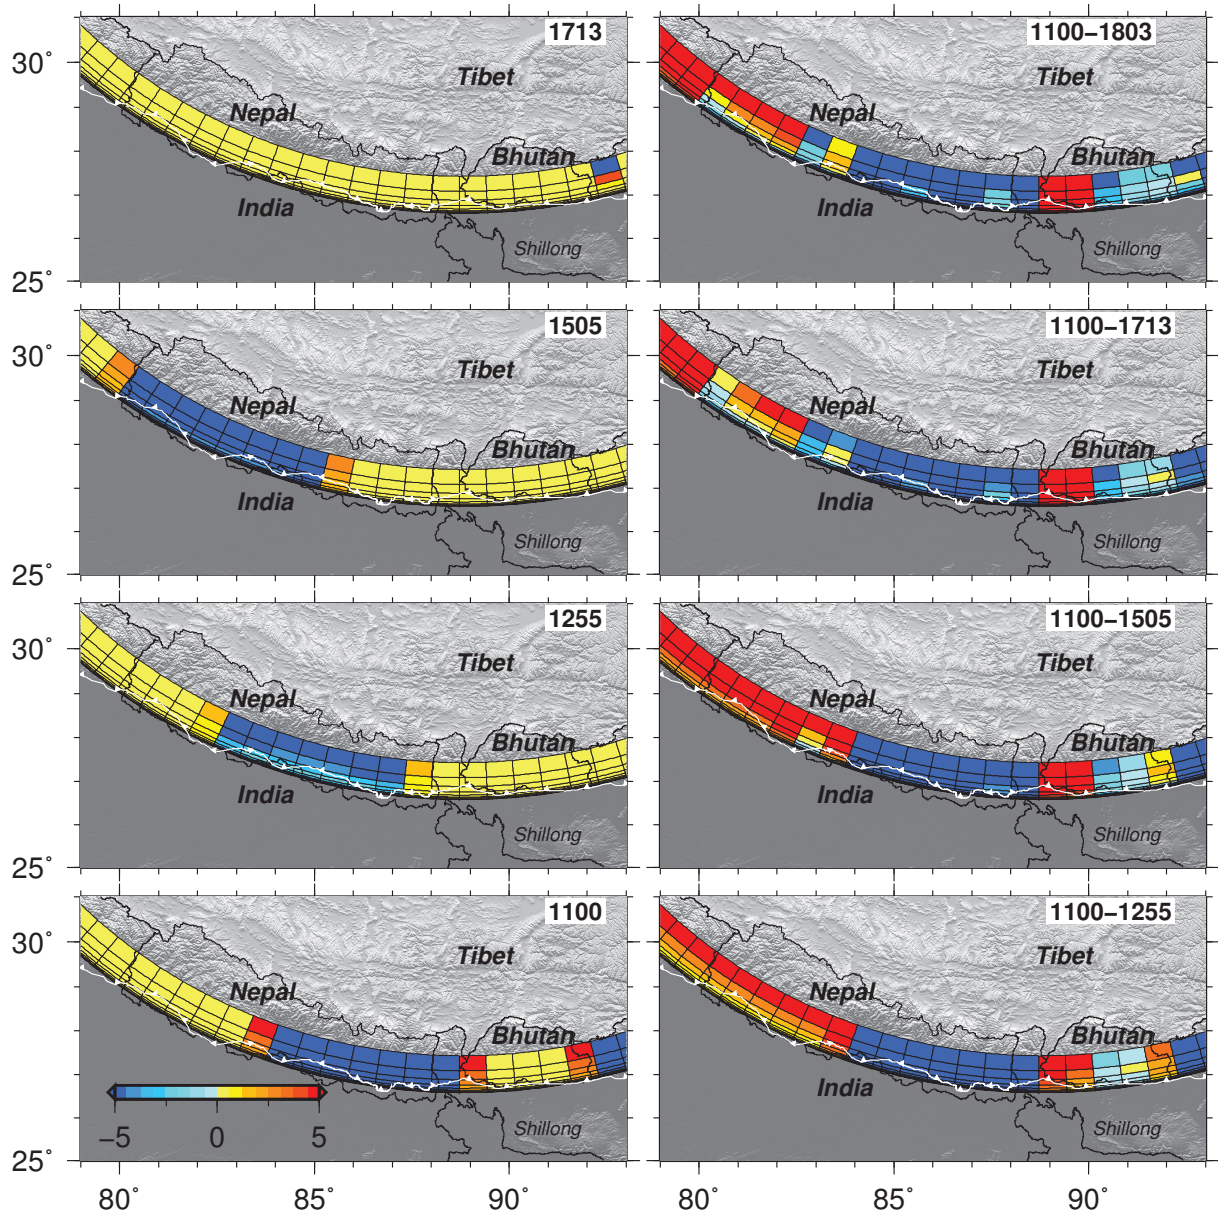 1713
30°
Tibet
Nepal
Bhutan
India
Shillong
25°
1100−1803
Tibet
Nepal
Bhutan
India
Shillong
1505
30°
Tibet
Nepal
Bhutan
India
Shillong
25°
1100−1713
Tibet
Nepal
Bhutan
India
Shillong
1255
30°
Tibet
Nepal
Bhutan
India
Shillong
25°
1100−1505
Tibet
Nepal
Bhutan
India
Shillong
1100
30°
Tibet
Nepal
Bhutan
−5 0 5
Shillong
25°
80° 85° 90°
1100−1255
Tibet
Nepal
Bhutan
India
Shillong
80° 85° 90°